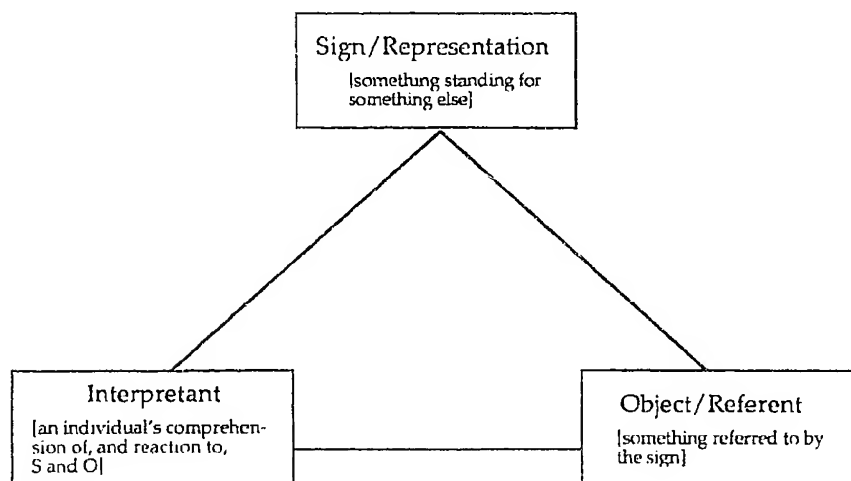 Sign/Representation
[something standing for
something else]
Interpretant
[an individual's comprehen-
sion of, and reaction to,
S and O]
Object/Referent
[something referred to by
the sign]